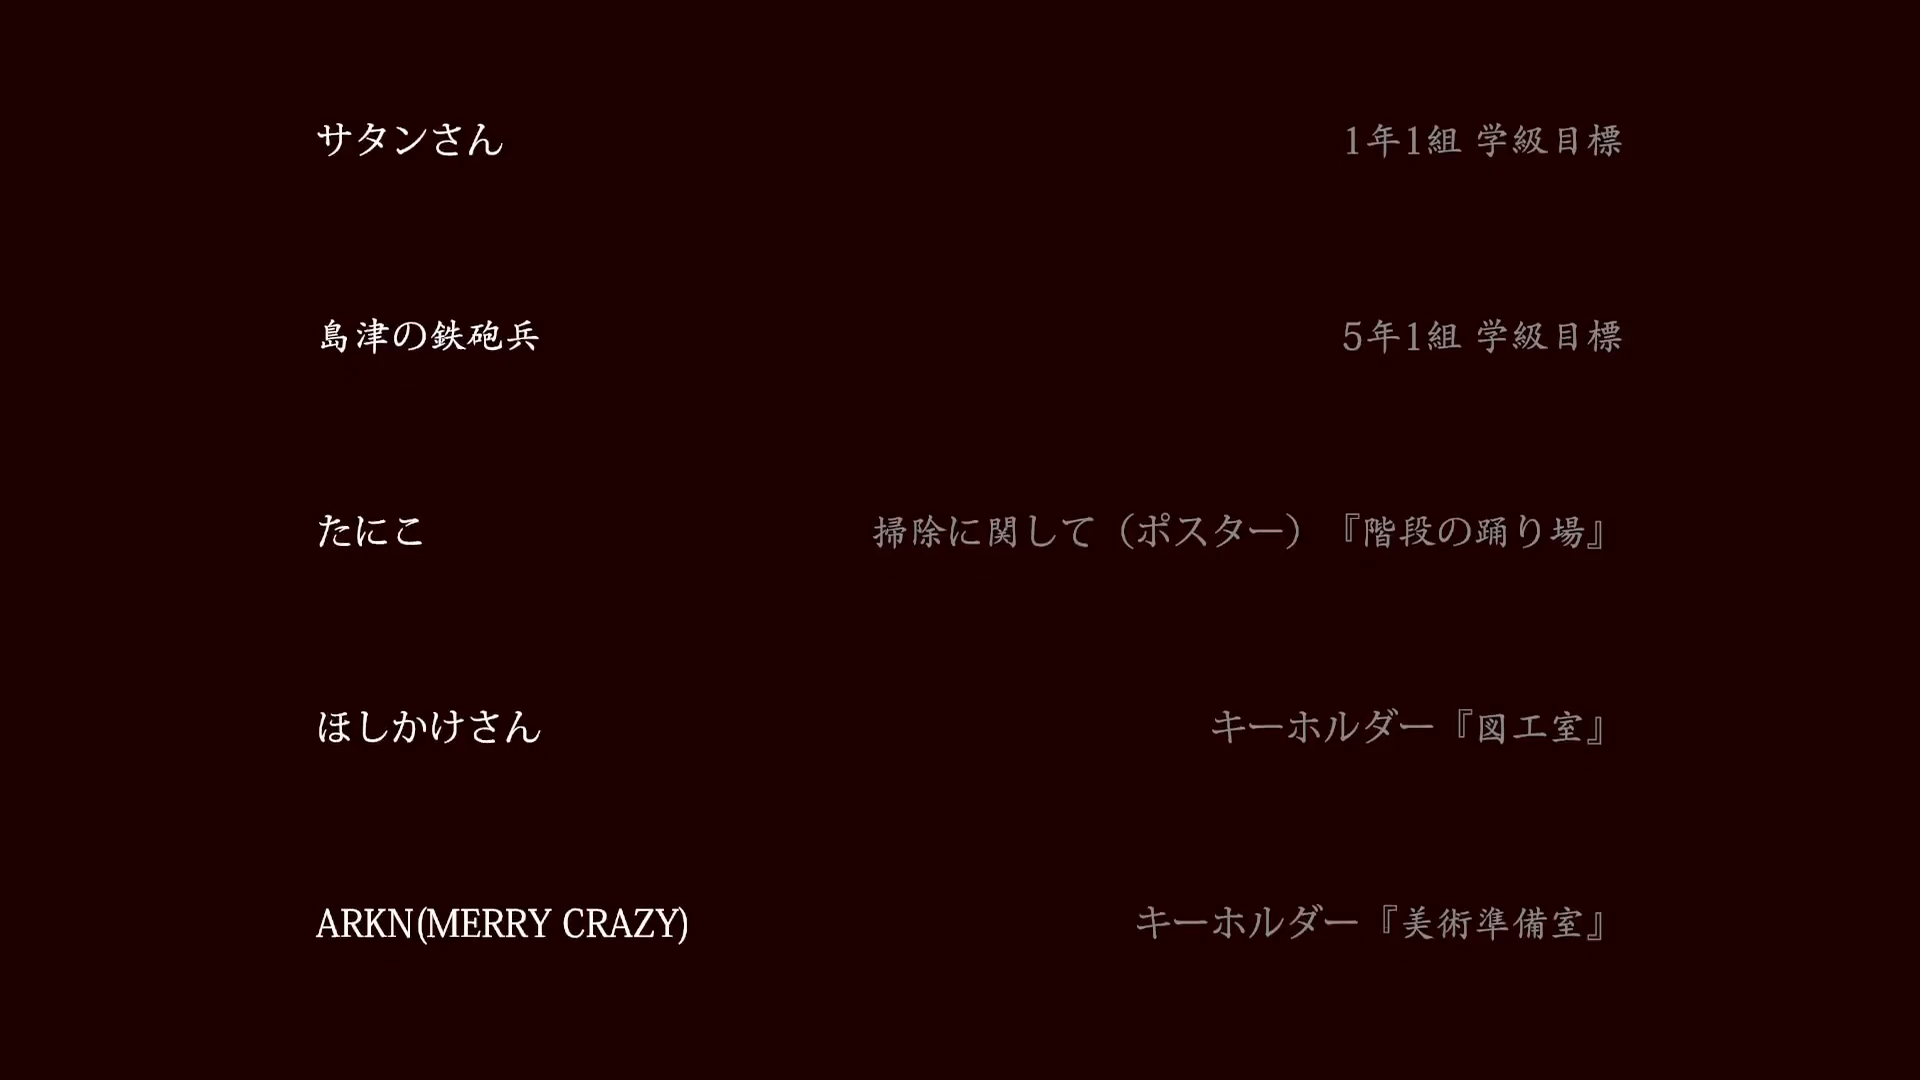 サタンさん 1年1組 学級目標
島津の鉄砲兵 5年1組 学級目標
たにこ 掃除に関して（ポスター）『階段の踊り場』
ほしかけさん キーホルダー『図工室』
ARKN(MERRY CRAZY) キーホルダー『美術準備室』